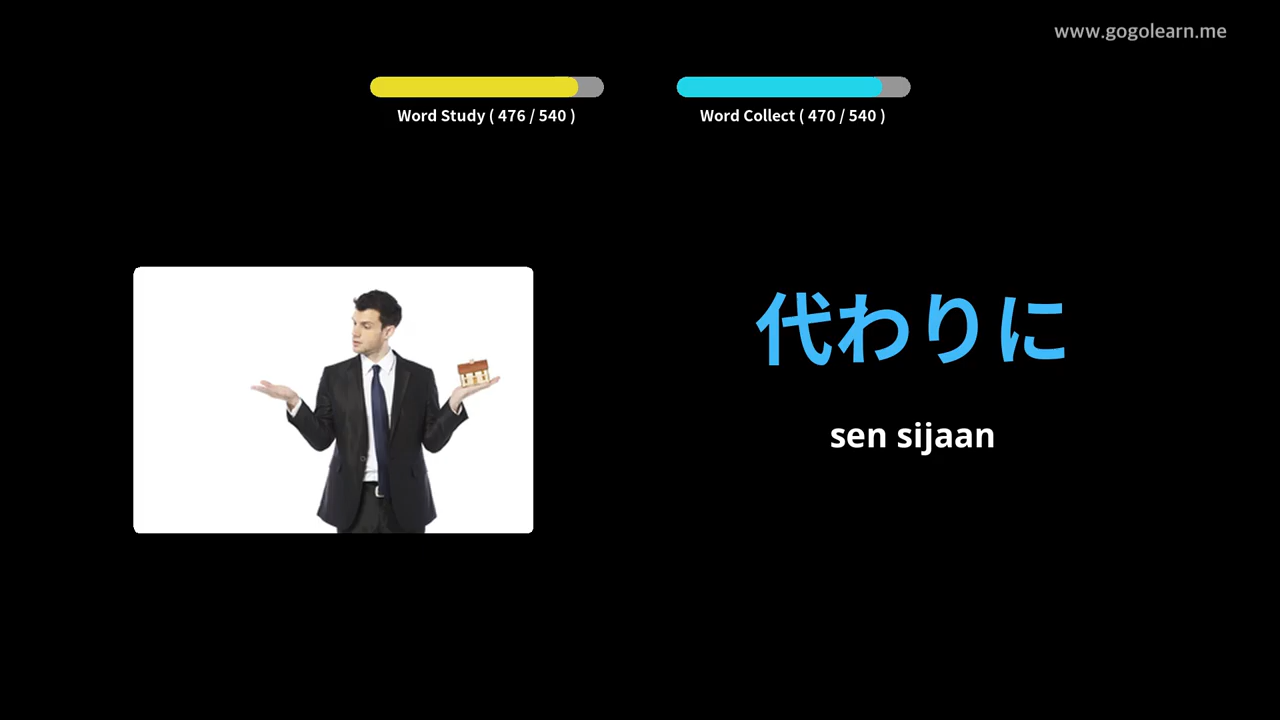 www.gogolearn.me
Word Study ( 476 / 540 )
Word Collect ( 470 / 540 )
代わりに
sen sijaan